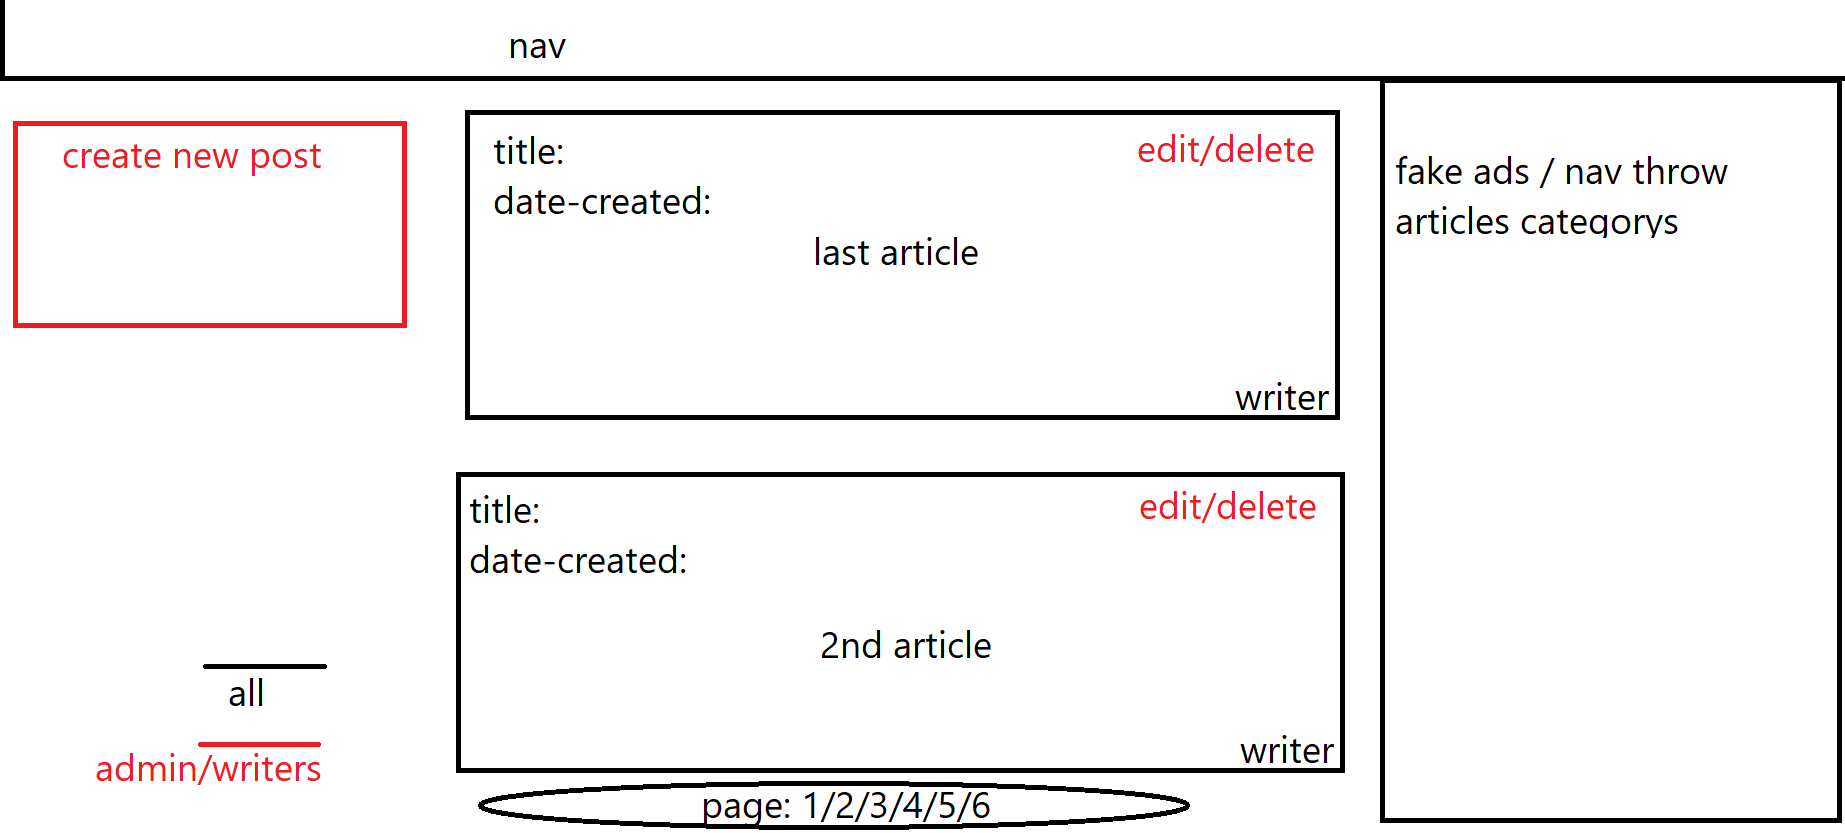 nav
create new post
title:
edit/delete
date-created:
last article
writer
fake ads / nav throw
articles categorys
title:
edit/delete
date-created:
2nd article
writer
all
admin/writers
page: 1/2/3/4/5/6